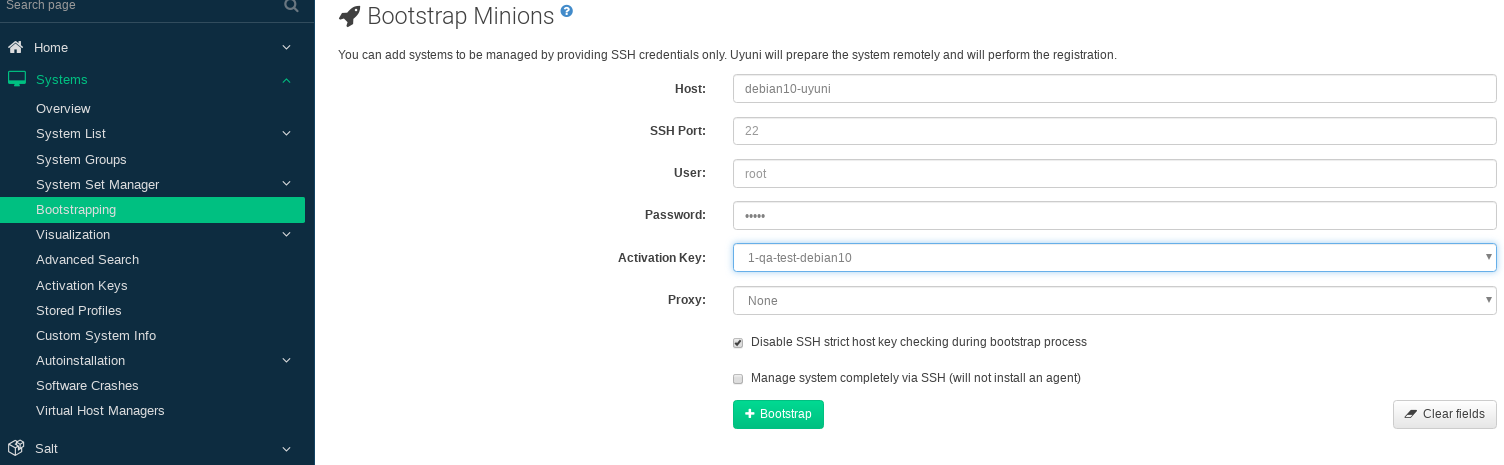 Search page
Home
Systems
Overview
System List
System Groups
System Set Manager
Bootstrapping
Visualization
Advanced Search
Activation Keys
Stored Profiles
Custom System Info
Autoinstallation
Software Crashes
Virtual Host Managers
Salt
Bootstrap Minions ?
You can add systems to be managed by providing SSH credentials only. Uyuni will prepare the system remotely and will perform the registration.
Host: debian10-uyuni
SSH Port: 22
User: root
Password: •••••
Activation Key: 1-qa-test-debian10
Proxy: None
Disable SSH strict host key checking during bootstrap process
Manage system completely via SSH (will not install an agent)
Bootstrap Clear fields